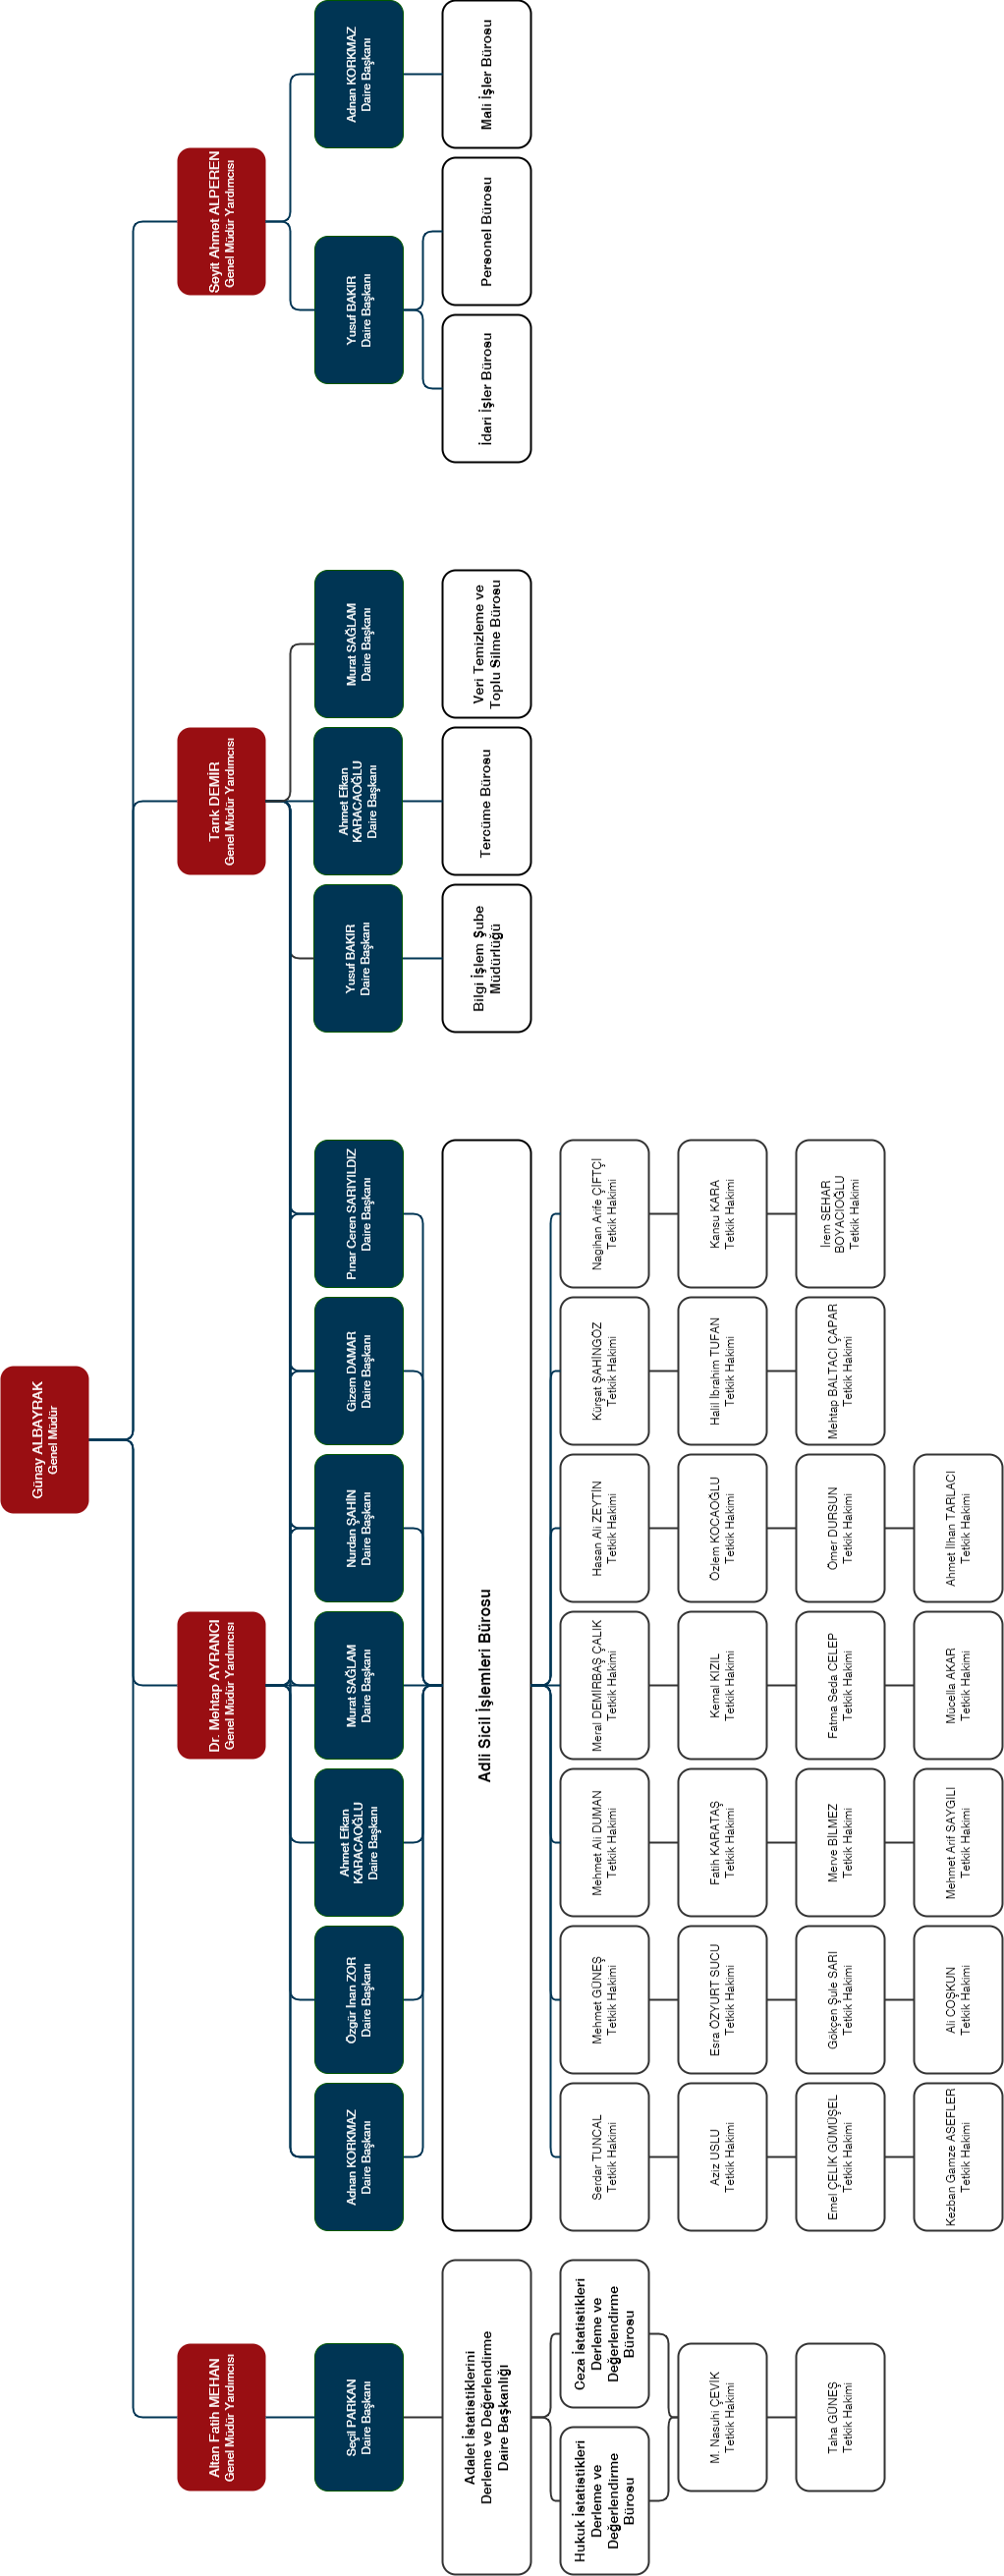 Günay ALBAYRAK
Genel Müdür
Altan Fatih MEHAN
Genel Müdür Yardımcısı
Dr. Mehtap AYRANCI
Genel Müdür Yardımcısı
Tarık DEMİR
Genel Müdür Yardımcısı
Seyit Ahmet ALPEREN
Genel Müdür Yardımcısı
Seçil PARKAN
Daire Başkanı
Adnan KORKMAZ
Daire Başkanı
Özgür İnan ZOR
Daire Başkanı
Ahmet Efkan
KARACAOĞLU
Daire Başkanı
Murat SAĞLAM
Daire Başkanı
Nurdan ŞAHİN
Daire Başkanı
Gizem DAMAR
Daire Başkanı
Pınar Ceren SARIYILDIZ
Daire Başkanı
Yusuf BAKIR
Daire Başkanı
Ahmet Efkan
KARACAOĞLU
Daire Başkanı
Murat SAĞLAM
Daire Başkanı
Yusuf BAKIR
Daire Başkanı
Adnan KORKMAZ
Daire Başkanı
Adalet İstatistiklerini
Derleme ve Değerlendirme
Daire Başkanlığı
Adli Sicil İşlemleri Bürosu
Bilgi İşlem Şube
Müdürlüğü
Tercüme Bürosu
Veri Temizleme ve
Toplu Silme Bürosu
İdari İşler Bürosu
Personel Bürosu
Mali İşler Bürosu
Hukuk İstatistikleri
Derleme ve
Değerlendirme
Bürosu
Ceza İstatistikleri
Derleme ve
Değerlendirme
Bürosu
Serdar TUNCAL
Tetkik Hakimi
Mehmet GÜNEŞ
Tetkik Hakimi
Mehmet Ali DUMAN
Tetkik Hakimi
Meral DEMİRBAŞ ÇALIK
Tetkik Hakimi
Hasan Ali ZEYTİN
Tetkik Hakimi
Kürşat ŞAHİNGÖZ
Tetkik Hakimi
Nagihan Arife ÇİFTÇİ
Tetkik Hakimi
M. Nasuhi ÇEVİK
Tetkik Hakimi
Aziz USLU
Tetkik Hakimi
Esra ÖZYURT SUCU
Tetkik Hakimi
Fatih KARATAŞ
Tetkik Hakimi
Kemal KIZIL
Tetkik Hakimi
Özlem KOCAOĞLU
Tetkik Hakimi
Halil İbrahim TUFAN
Tetkik Hakimi
Kansu KARA
Tetkik Hakimi
Taha GÜNEŞ
Tetkik Hakimi
Emel ÇELİK GÜMÜŞEL
Tetkik Hakimi
Gökçen Şule SARI
Tetkik Hakimi
Merve BİLMEZ
Tetkik Hakimi
Fatma Seda CELEP
Tetkik Hakimi
Ömer DURSUN
Tetkik Hakimi
Mehtap BALTACI ÇAPAR
Tetkik Hakimi
İrem SEHAR
BOYACIOĞLU
Tetkik Hakimi
Kezban Gamze ASEFLER
Tetkik Hakimi
Ali COŞKUN
Tetkik Hakimi
Mehmet Arif SAYGILI
Tetkik Hakimi
Mücella AKAR
Tetkik Hakimi
Ahmet İlhan TARLACI
Tetkik Hakimi